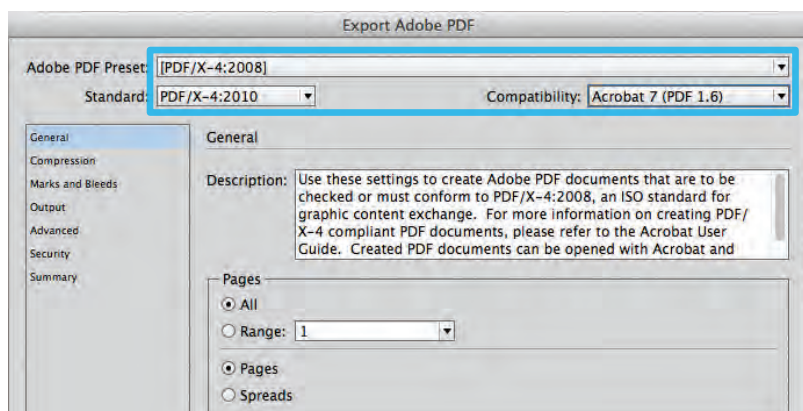 Export Adobe PDF
Adobe PDF Preset: [PDF/X-4:2008]
Standard: PDF/X-4:2010 Compatibility: Acrobat 7 (PDF 1.6)
General
Compression
Marks and Bleeds
Output
Advanced
Security
Summary
General
Description: Use these settings to create Adobe PDF documents that are to be
checked or must conform to PDF/X-4:2008, an ISO standard for
graphic content exchange. For more information on creating PDF/
X-4 compliant PDF documents, please refer to the Acrobat User
Guide. Created PDF documents can be opened with Acrobat and
Pages
All
Range: 1
Pages
Spreads